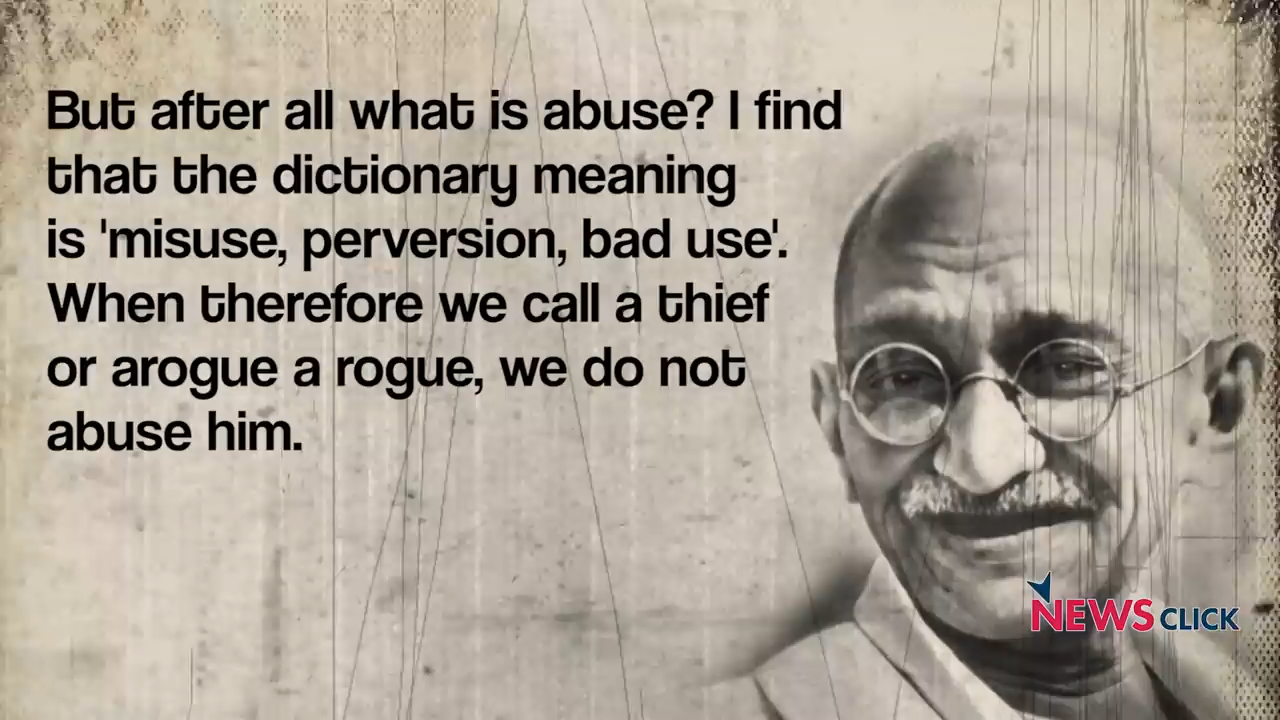 But after all what is abuse? I find
that the dictionary meaning
is 'misuse, perversion, bad use'.
When therefore we call a thief
or arogue a rogue, we do not
abuse him.
NEWSCLICK